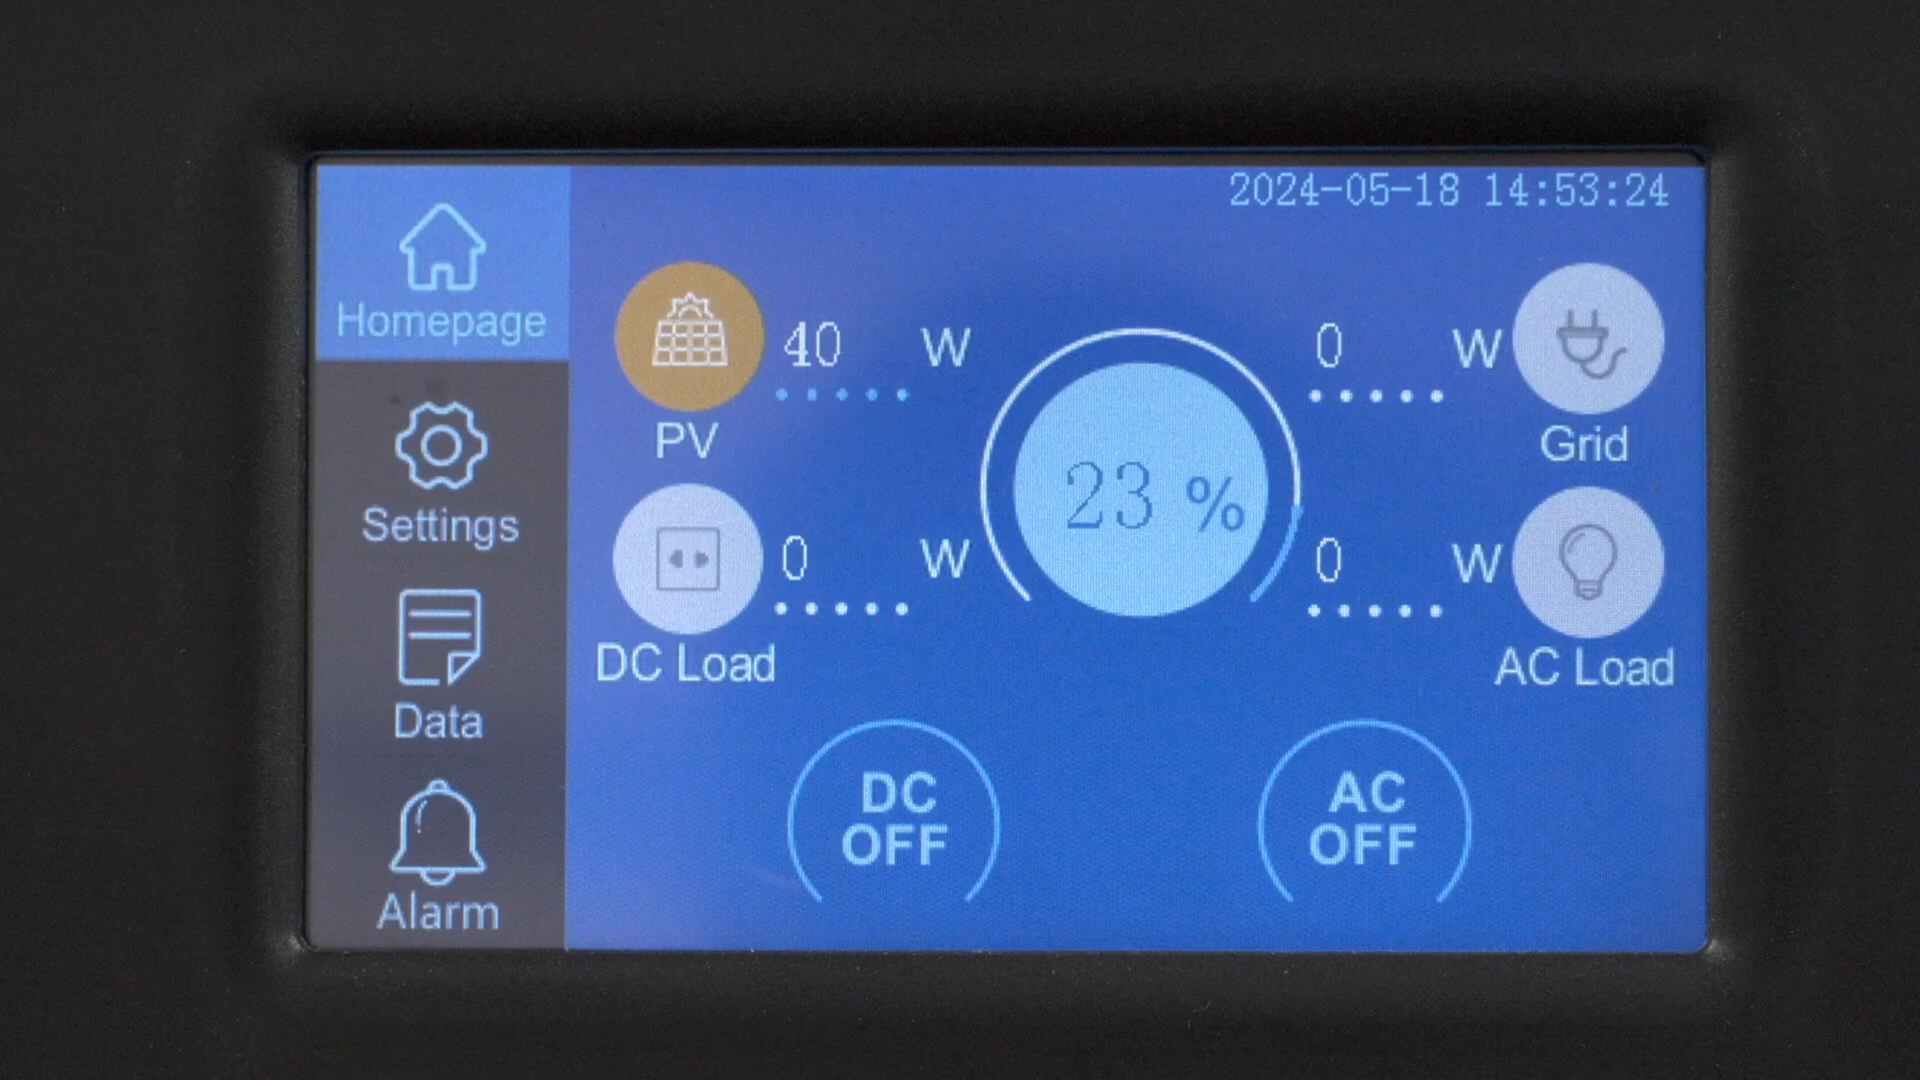 2024-05-18 14:53:24
Homepage
Settings
Data
Alarm
40 W
PV
0 W
DC Load
23 %
0 W
Grid
0 W
AC Load
DC
OFF
AC
OFF